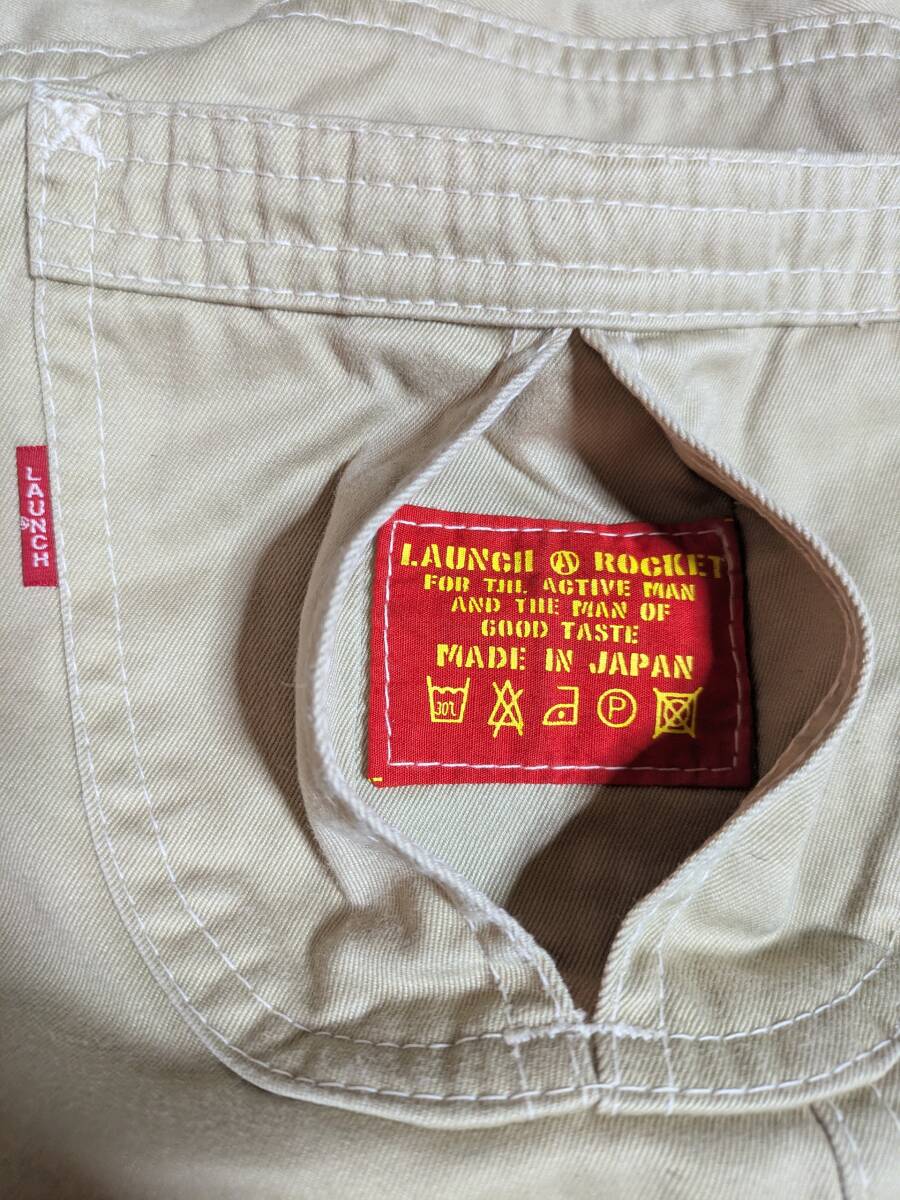 LAUNCH
LAUNCH A ROCKET
FOR THE ACTIVE MAN
AND THE MAN OF
GOOD TASTE
MADE IN JAPAN
30 P